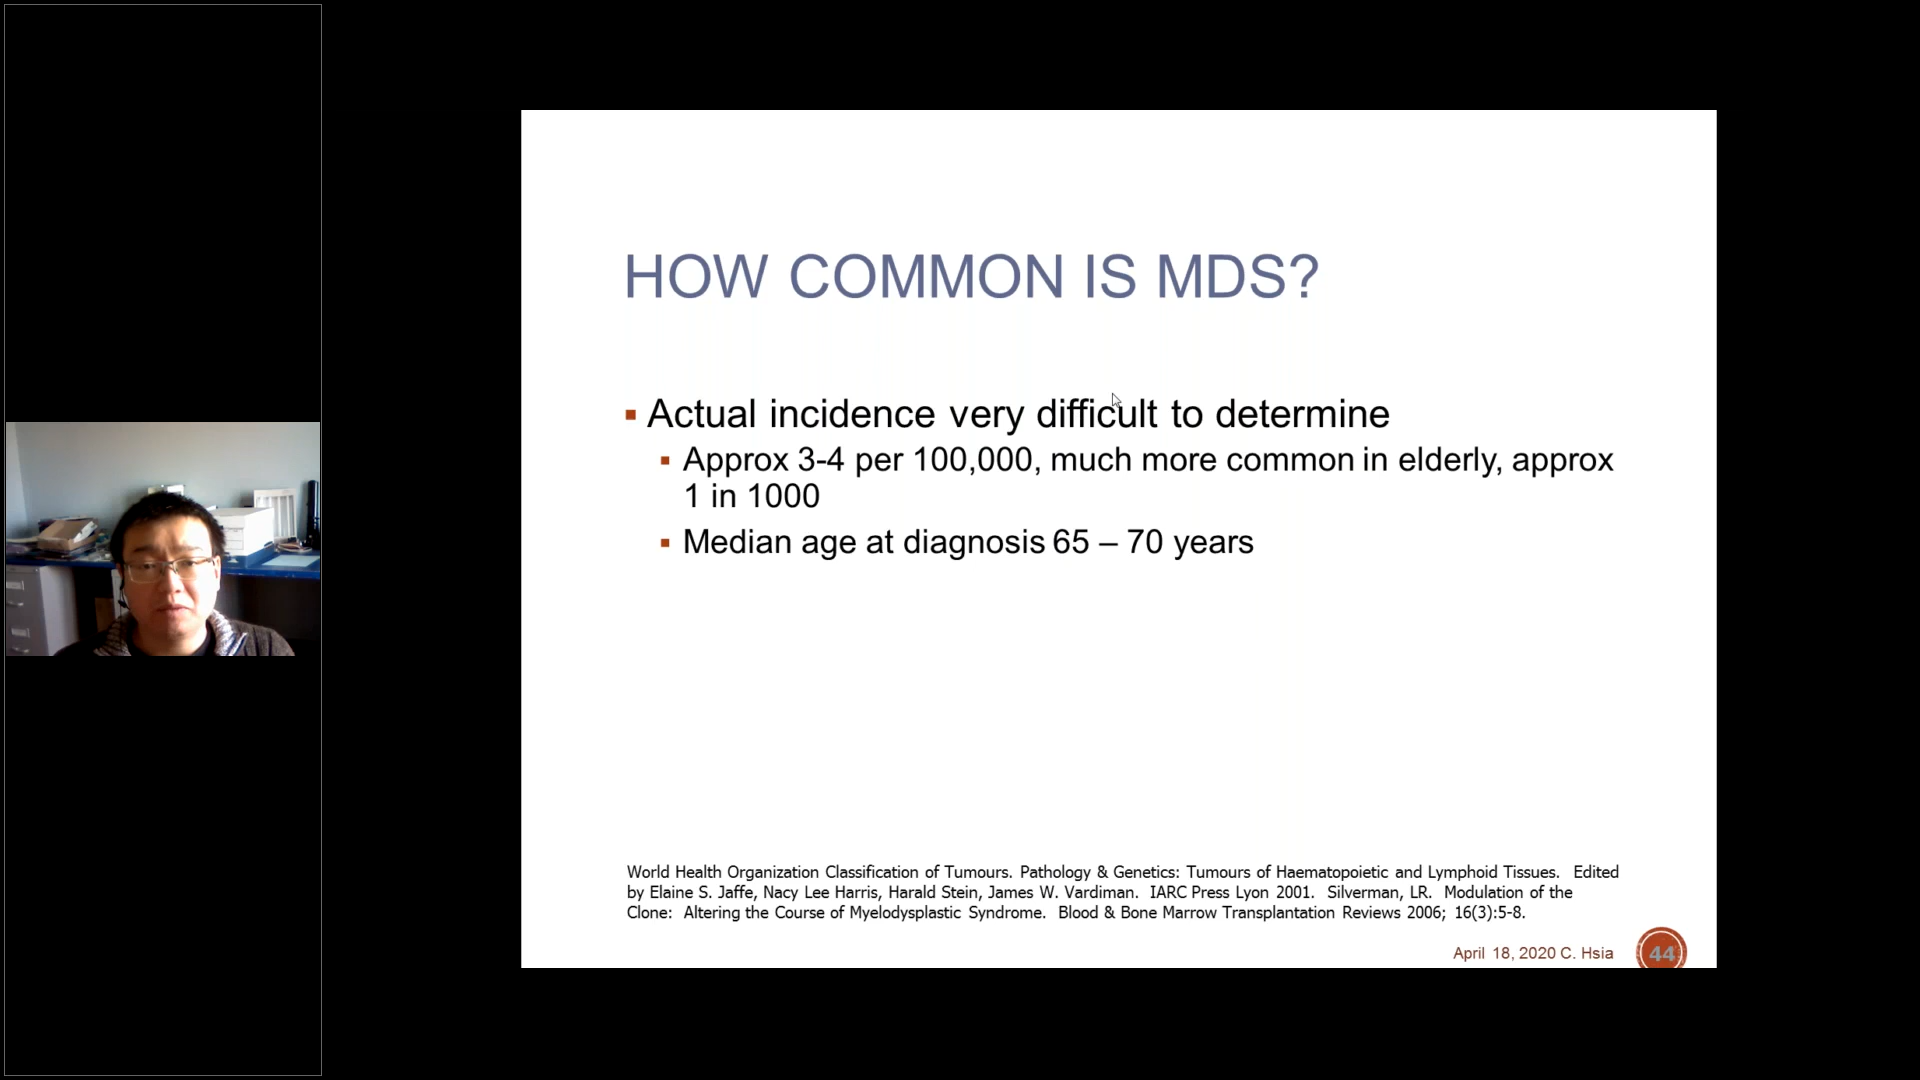 HOW COMMON IS MDS?
▪ Actual incidence very difficult to determine
▪ Approx 3-4 per 100,000, much more common in elderly, approx
1 in 1000
▪ Median age at diagnosis 65 – 70 years
World Health Organization Classification of Tumours. Pathology & Genetics: Tumours of Haematopoietic and Lymphoid Tissues. Edited
by Elaine S. Jaffe, Nacy Lee Harris, Harald Stein, James W. Vardiman. IARC Press Lyon 2001. Silverman, LR. Modulation of the
Clone: Altering the Course of Myelodysplastic Syndrome. Blood & Bone Marrow Transplantation Reviews 2006; 16(3):5-8.
April 18, 2020 C. Hsia
44